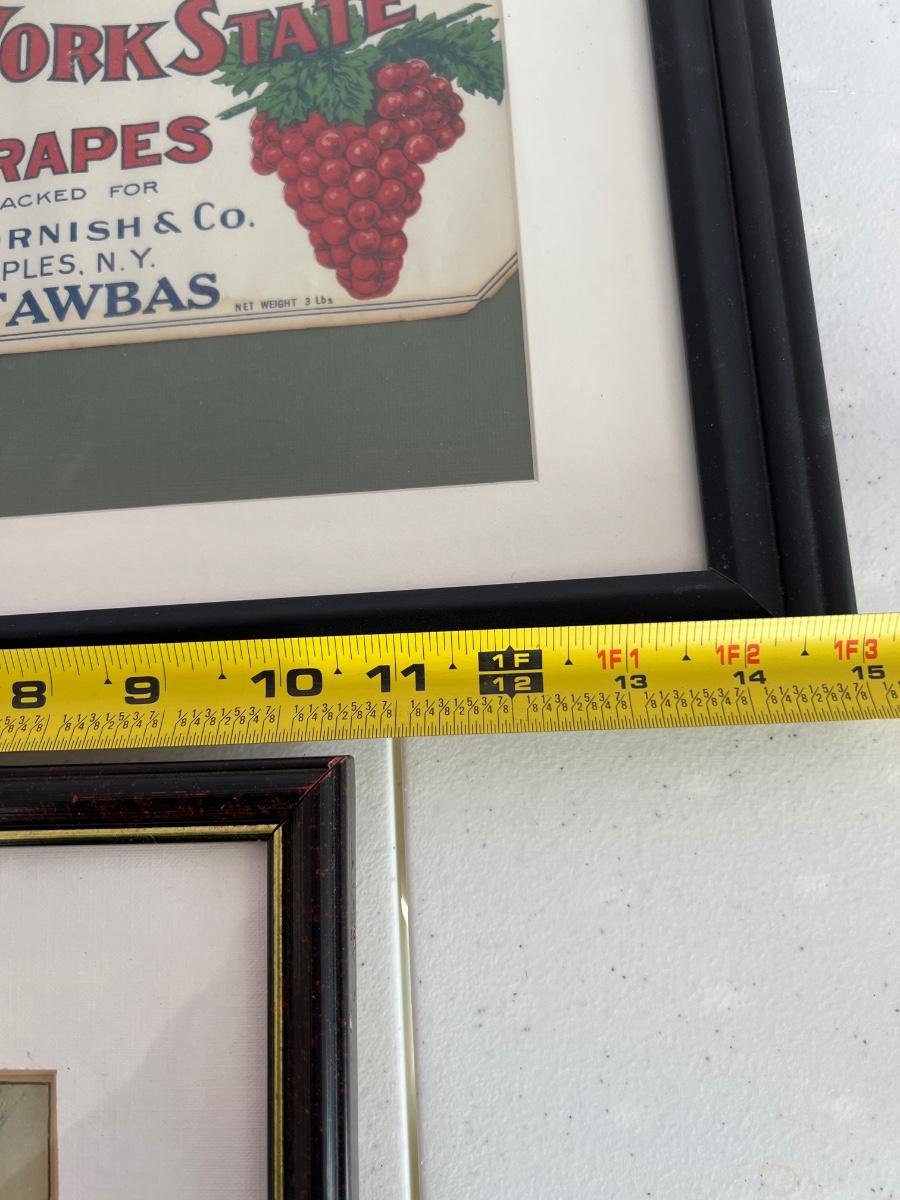 YORK STATE
RAPES
ACKED FOR
RNISH & Co.
PLES, N.Y.
TAWBAS
NET WEIGHT 3 Lbs
1F 1F1 1F2 1F3
8 9 10 11 12 13 14 15